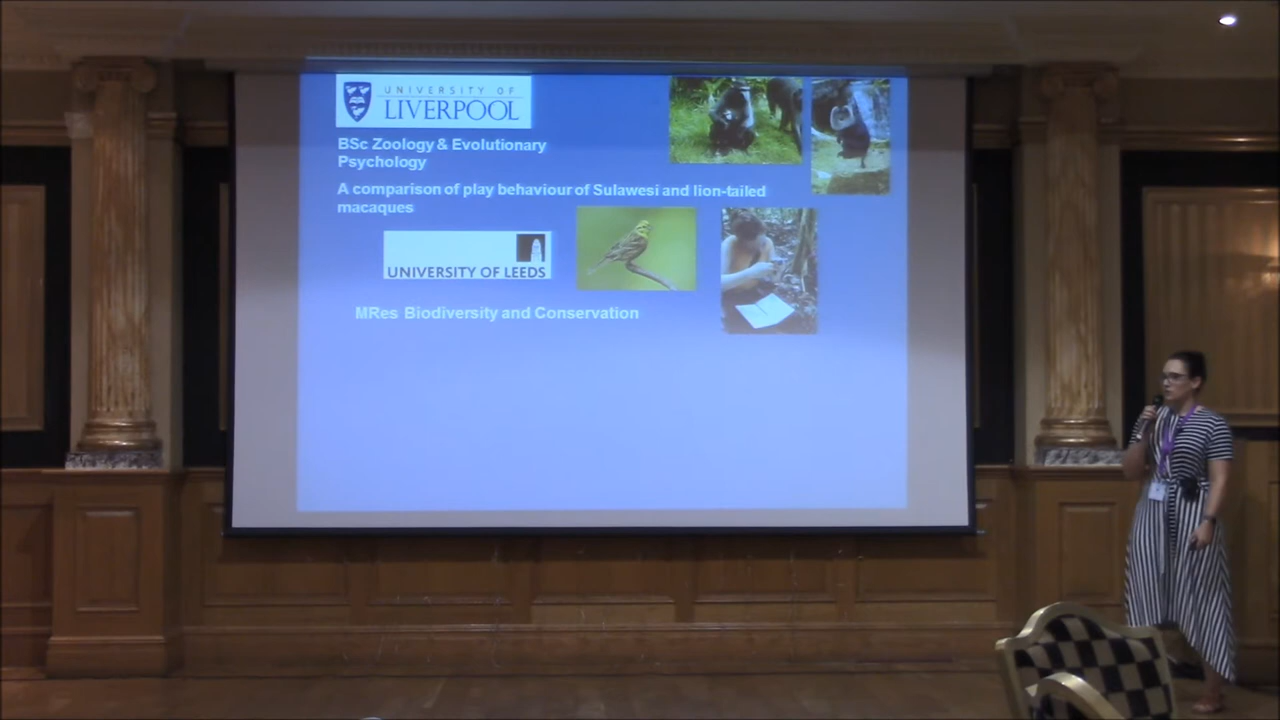 UNIVERSITY OF
LIVERPOOL
BSc Zoology & Evolutionary
Psychology
A comparison of play behaviour of Sulawesi and lion-tailed
macaques
UNIVERSITY OF LEEDS
MRes Biodiversity and Conservation